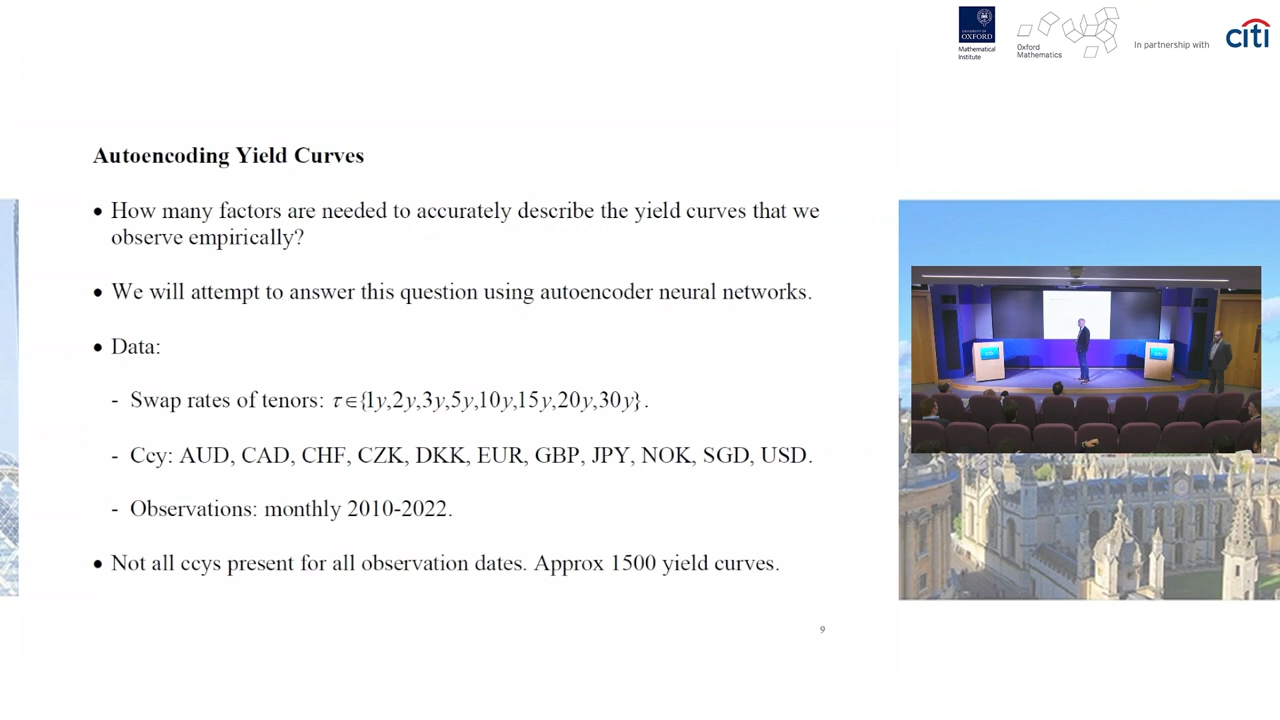 UNIVERSITY OF
OXFORD
Mathematical
Institute
Oxford
Mathematics
In partnership with
citi
Autoencoding Yield Curves
• How many factors are needed to accurately describe the yield curves that we
observe empirically?
• We will attempt to answer this question using autoencoder neural networks.
• Data:
- Swap rates of tenors: τ∈{1y,2y,3y,5y,10y,15y,20y,30y}.
- Ccy: AUD, CAD, CHF, CZK, DKK, EUR, GBP, JPY, NOK, SGD, USD.
- Observations: monthly 2010-2022.
• Not all ccys present for all observation dates. Approx 1500 yield curves.
9